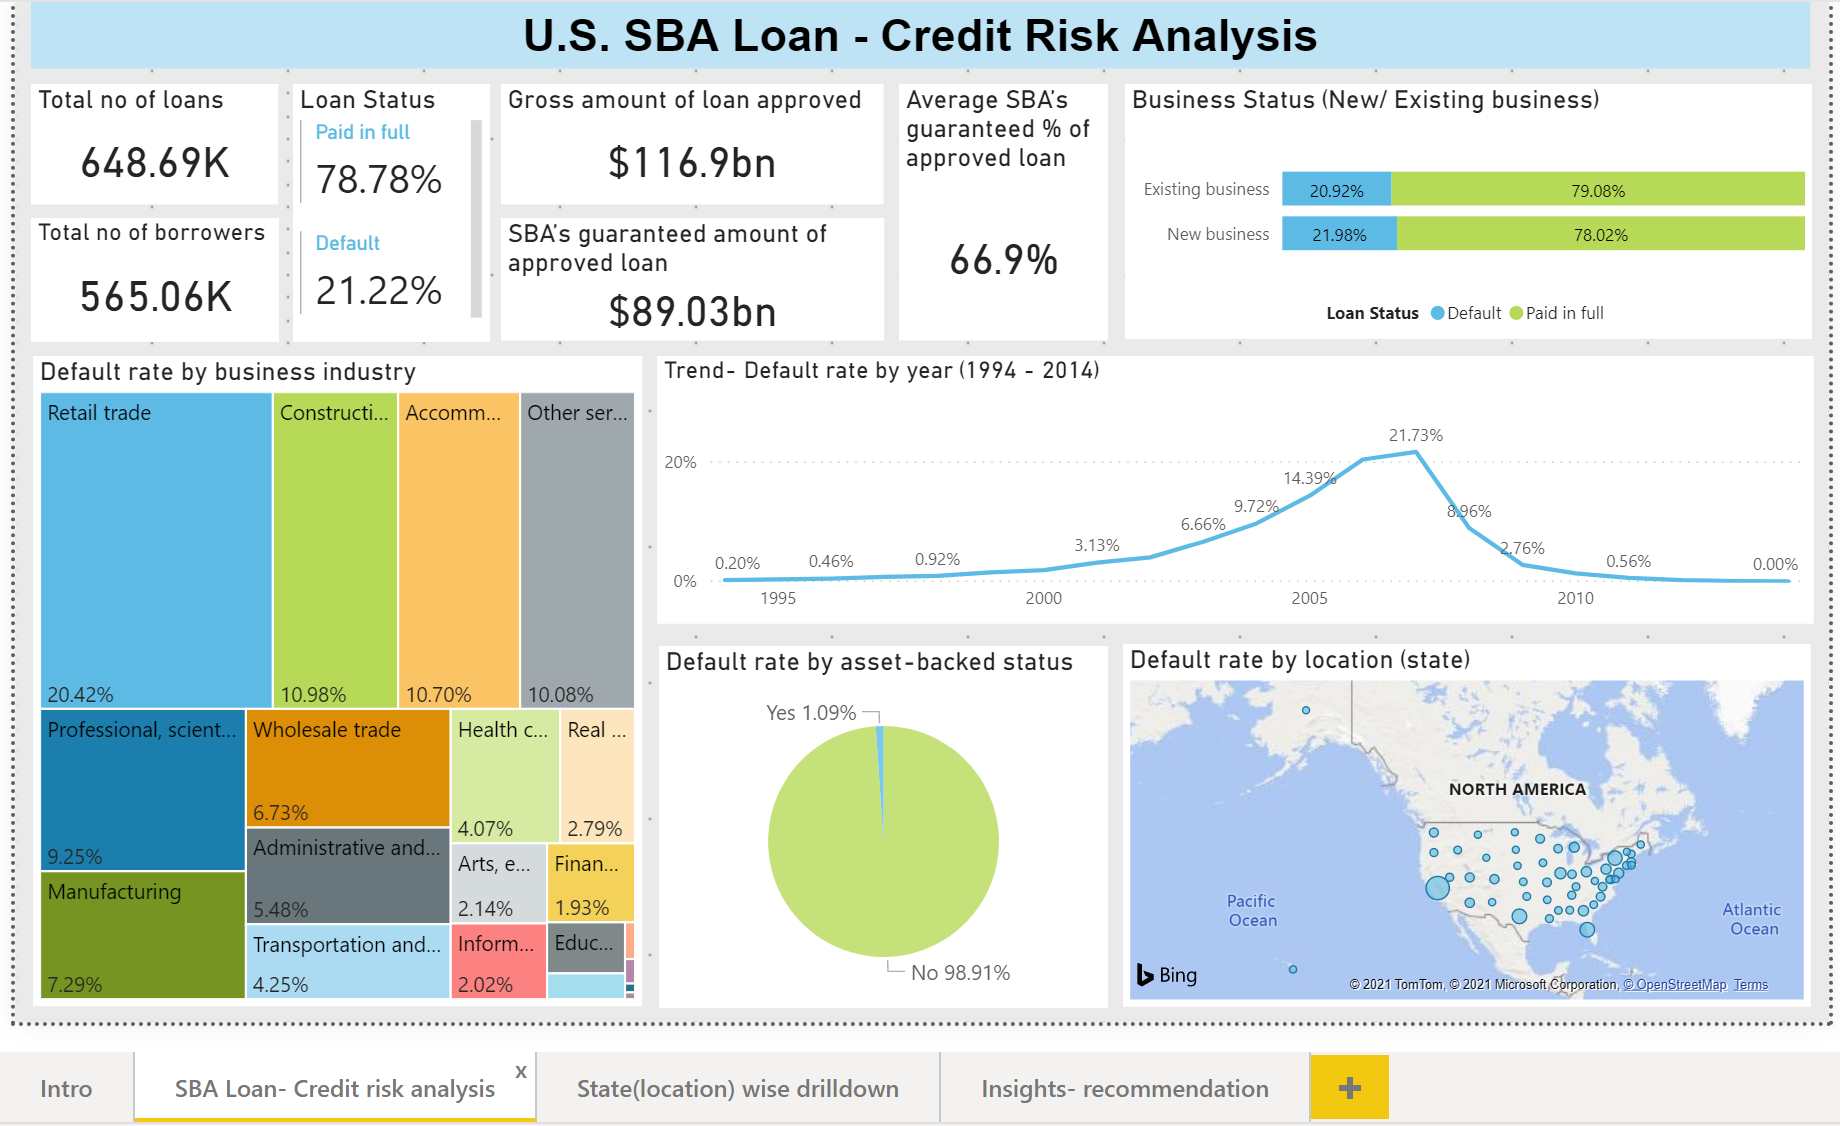 U.S. SBA Loan - Credit Risk Analysis
Total no of loans
648.69K
Total no of borrowers
565.06K
Loan Status
Paid in full
78.78%
Default
21.22%
Gross amount of loan approved
$116.9bn
SBA's guaranteed amount of
approved loan
$89.03bn
Average SBA's
guaranteed % of
approved loan
66.9%
Business Status (New/ Existing business)
Existing business 20.92% 79.08%
New business 21.98% 78.02%
Loan Status Default Paid in full
Default rate by business industry
Retail trade
20.42%
Constructi...
10.98%
Accomm...
10.70%
Other ser...
10.08%
Professional, scient...
9.25%
Manufacturing
7.29%
Wholesale trade
6.73%
Administrative and...
5.48%
Transportation and...
4.25%
Health c...
4.07%
Real ...
2.79%
Arts, e...
2.14%
Finan...
1.93%
Inform...
2.02%
Educ...
Trend- Default rate by year (1994 - 2014)
20%
0%
0.20%
0.46%
0.92%
3.13%
6.66%
9.72%
14.39%
21.73%
8.96%
2.76%
0.56%
0.00%
1995 2000 2005 2010
Default rate by asset-backed status
Yes 1.09%
No 98.91%
Default rate by location (state)
NORTH AMERICA
Pacific
Ocean
Atlantic
Ocean
Bing
© 2021 TomTom, © 2021 Microsoft Corporation, © OpenStreetMap Terms
Intro
SBA Loan- Credit risk analysis x
State(location) wise drilldown
Insights- recommendation
+